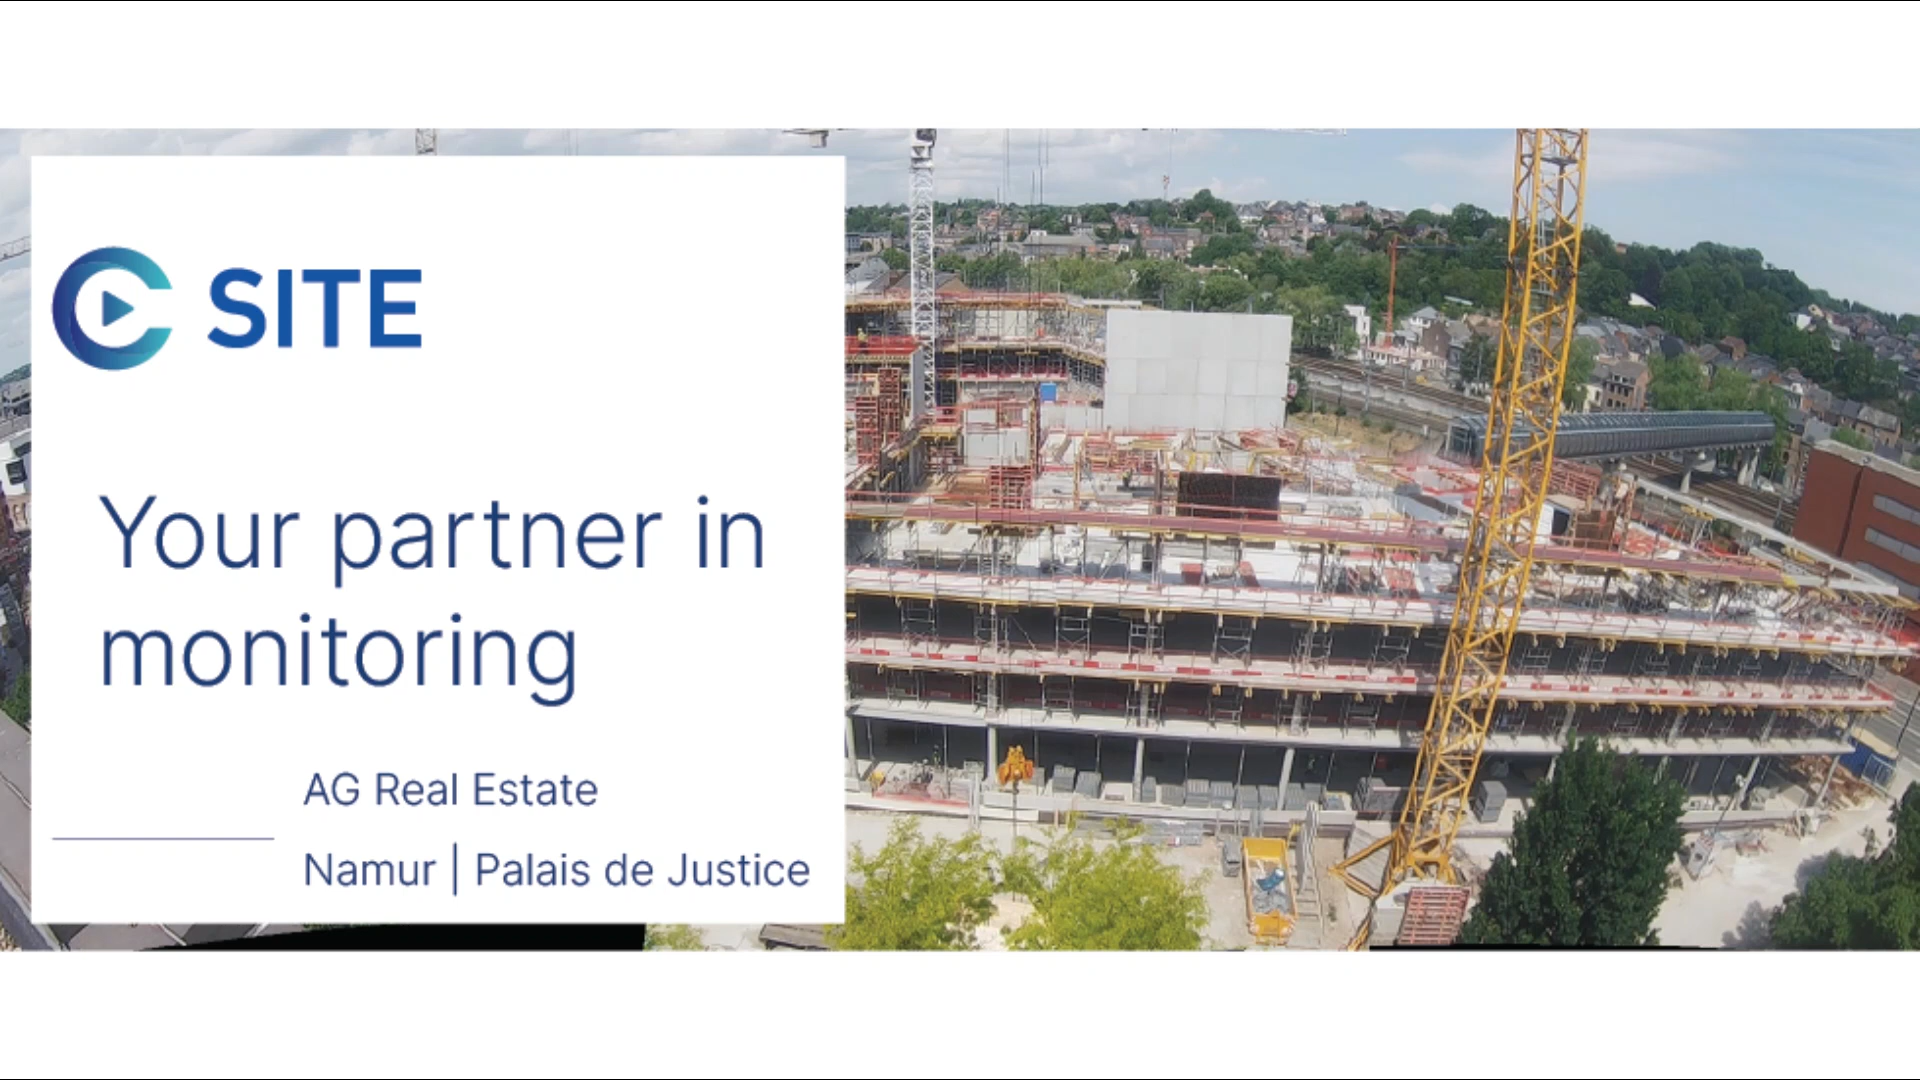 C SITE
Your partner in
monitoring
AG Real Estate
Namur | Palais de Justice